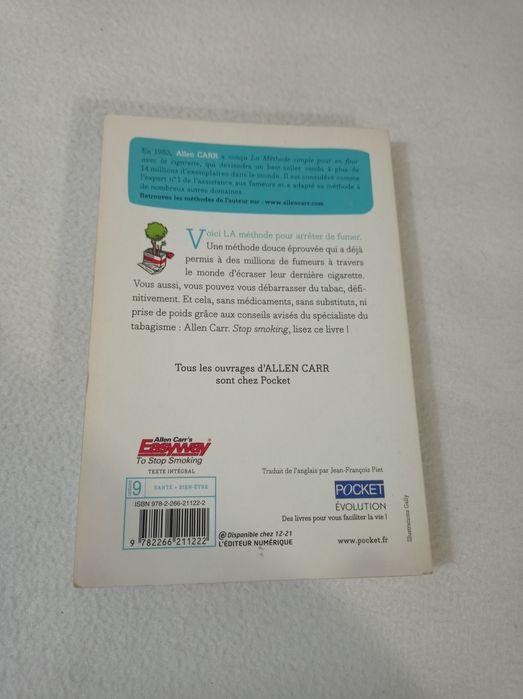 En 1983, Allen CARR a conçu La Méthode simple pour en finir
avec la cigarette, qui deviendra un best-seller vendu à plus de
14 millions d'exemplaires dans le monde. Il est considéré comme
l'expert n°1 de l'assistance aux fumeurs et a adapté sa méthode à
de nombreux autres domaines.
Retrouvez les méthodes de l'auteur sur : www.allencarr.com
Voici LA méthode pour arrêter de fumer.
Une méthode douce éprouvée qui a déjà
permis à des millions de fumeurs à travers
le monde d'écraser leur dernière cigarette.
Vous aussi, vous pouvez vous débarrasser du tabac, défi-
nitivement. Et cela, sans médicaments, sans substituts, ni
prise de poids grâce aux conseils avisés du spécialiste du
tabagisme : Allen Carr. Stop smoking, lisez ce livre !
Tous les ouvrages d'ALLEN CARR
sont chez Pocket
Allen Carr's
Easyway®
To Stop Smoking
TEXTE INTÉGRAL
Traduit de l'anglais par Jean-François Piet
9
SANTÉ • BIEN-ÊTRE
POCKET
ÉVOLUTION
Des livres pour vous faciliter la vie !
ISBN 978-2-266-21122-2
9 782266 211222
@ Disponible chez 12-21
L'ÉDITEUR NUMÉRIQUE
www.pocket.fr
Illustrations Gally